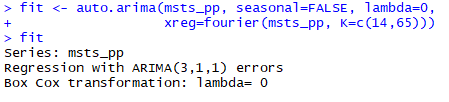 > fit <- auto.arima(msts_pp, seasonal=FALSE, lambda=0,
+                   xreg=fourier(msts_pp, K=c(14,65)))
> fit
Series: msts_pp
Regression with ARIMA(3,1,1) errors
Box Cox transformation: lambda= 0